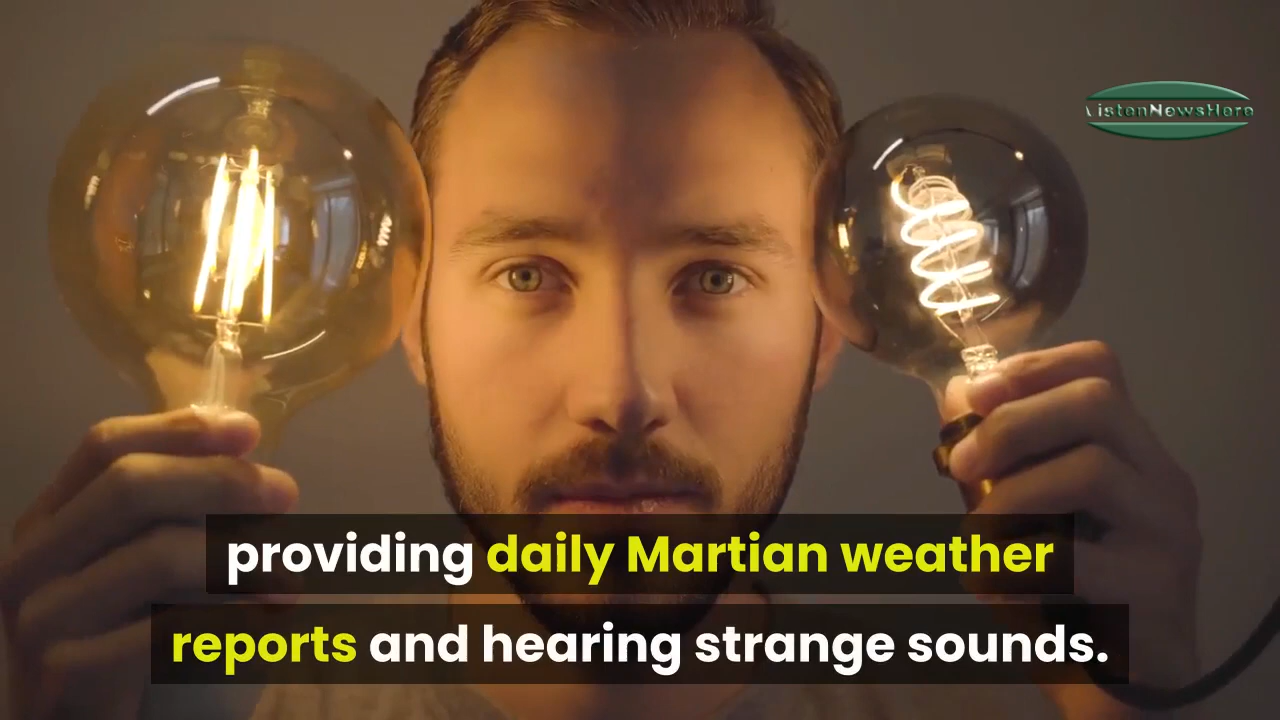 ListenNewsHere
providing daily Martian weather
reports and hearing strange sounds.